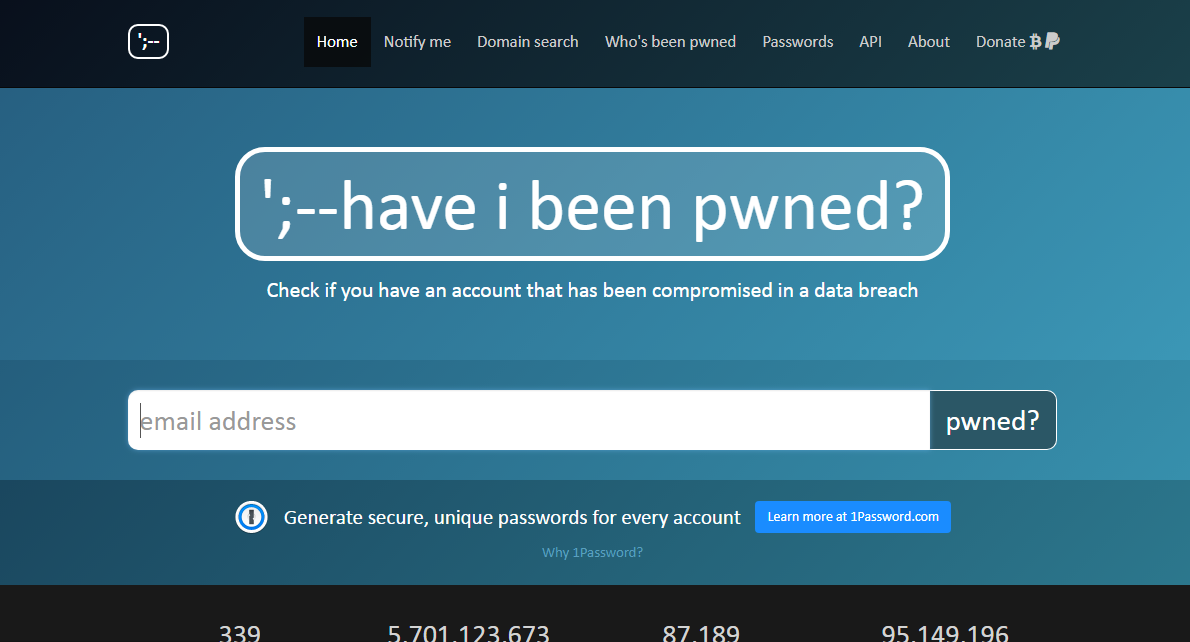 ';--
Home Notify me Domain search Who's been pwned Passwords API About Donate
';--have i been pwned?
Check if you have an account that has been compromised in a data breach
email address pwned?
Generate secure, unique passwords for every account Learn more at 1Password.com
Why 1Password?
339 5,701,123,673 87,189 95,149,196